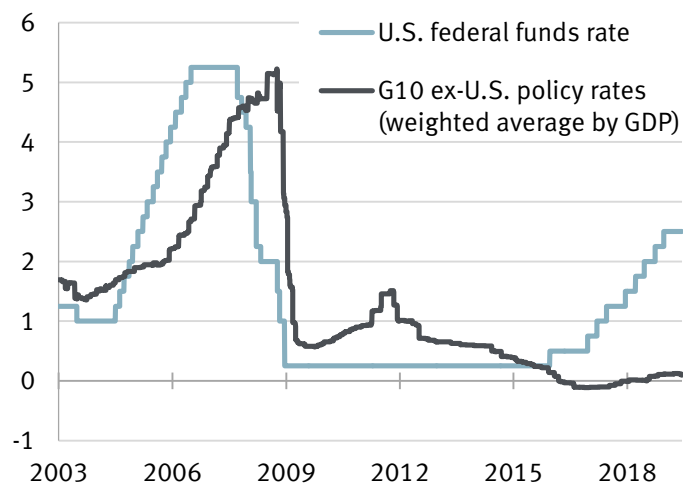 6
U.S. federal funds rate
5
G10 ex-U.S. policy rates
(weighted average by GDP)
4
3
2
1
0
-1
2003 2006 2009 2012 2015 2018